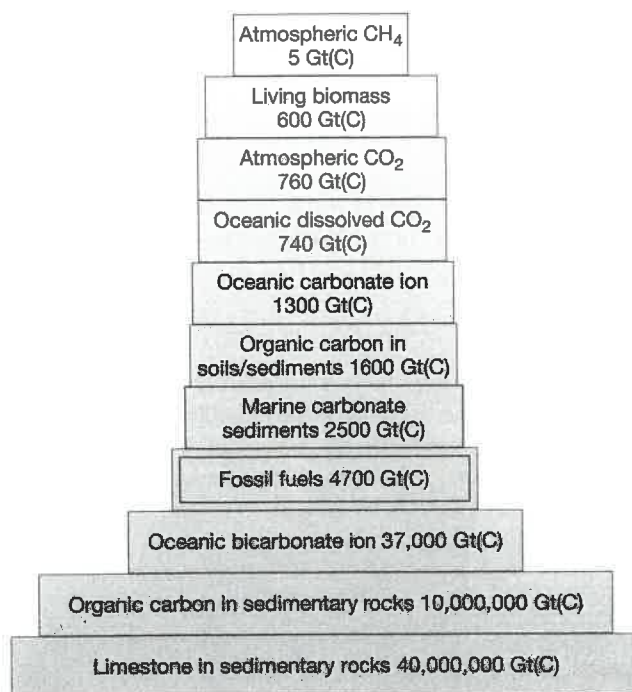 Atmospheric CH₄
5 Gt(C)
Living biomass
600 Gt(C)
Atmospheric CO₂
760 Gt(C)
Oceanic dissolved CO₂
740 Gt(C)
Oceanic carbonate ion
1300 Gt(C)
Organic carbon in
soils/sediments 1600 Gt(C)
Marine carbonate
sediments 2500 Gt(C)
Fossil fuels 4700 Gt(C)
Oceanic bicarbonate ion 37,000 Gt(C)
Organic carbon in sedimentary rocks 10,000,000 Gt(C)
Limestone in sedimentary rocks 40,000,000 Gt(C)